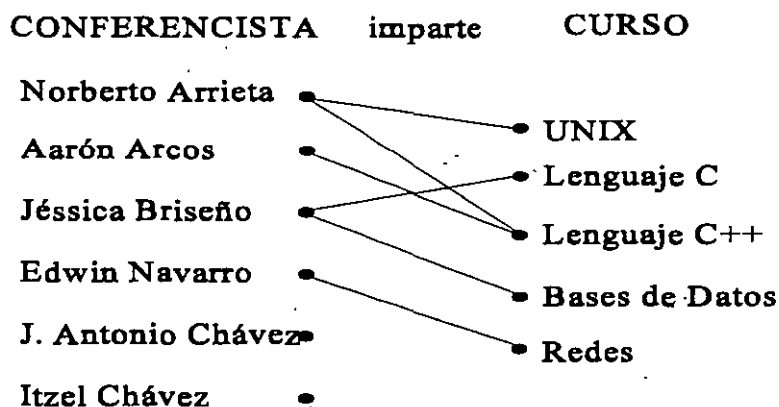 CONFERENCISTA imparte CURSO
Norberto Arrieta
UNIX
Aarón Arcos
Lenguaje C
Jéssica Briseño
Lenguaje C++
Edwin Navarro
Bases de Datos
J. Antonio Chávez
Redes
Itzel Chávez